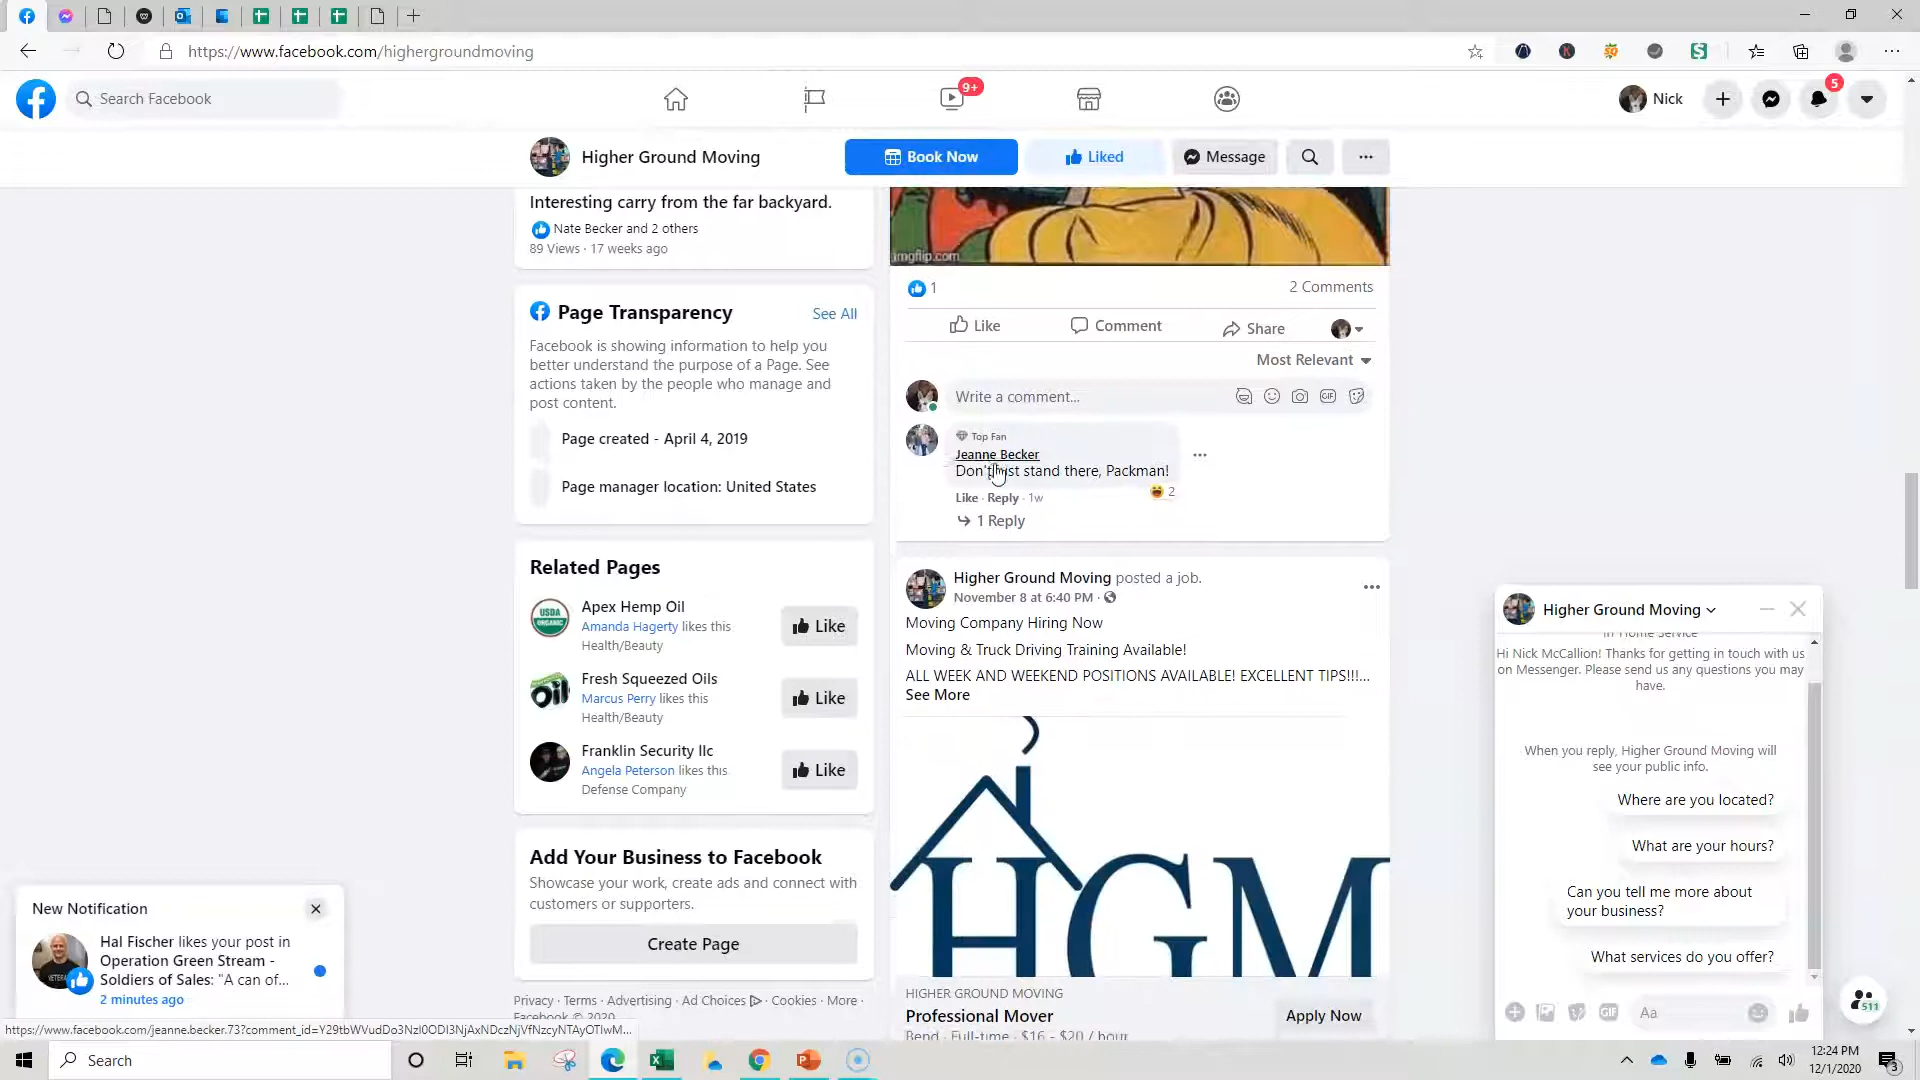 https://www.facebook.com/highergroundmoving
Search Facebook
9+
Nick
5
Higher Ground Moving
Book Now
Liked
Message
Interesting carry from the far backyard.
Nate Becker and 2 others
89 Views · 17 weeks ago
Page Transparency
See All
Facebook is showing information to help you
better understand the purpose of a Page. See
actions taken by the people who manage and
post content.
Page created - April 4, 2019
Page manager location: United States
Related Pages
Apex Hemp Oil
Amanda Hagerty likes this
Health/Beauty
Like
Fresh Squeezed Oils
Marcus Perry likes this
Health/Beauty
Like
Franklin Security llc
Angela Peterson likes this
Defense Company
Like
Add Your Business to Facebook
Showcase your work, create ads and connect with
customers or supporters.
Create Page
Privacy · Terms · Advertising · Ad Choices · Cookies · More ·
Facebook © 2020
imgflip.com
1
2 Comments
Like
Comment
Share
Most Relevant
Write a comment...
GIF
Top Fan
Jeanne Becker
Don't just stand there, Packman!
Like · Reply · 1w
2
1 Reply
Higher Ground Moving posted a job.
November 8 at 6:40 PM ·
Moving Company Hiring Now
Moving & Truck Driving Training Available!
ALL WEEK AND WEEKEND POSITIONS AVAILABLE! EXCELLENT TIPS!!!...
See More
HGM
HIGHER GROUND MOVING
Professional Mover
Bend · Full-time · $16 - $20 / hour
Apply Now
Higher Ground Moving
In-Home Service
Hi Nick McCallion! Thanks for getting in touch with us
on Messenger. Please send us any questions you may
have.
When you reply, Higher Ground Moving will
see your public info.
Where are you located?
What are your hours?
Can you tell me more about
your business?
What services do you offer?
GIF
Aa
511
New Notification
Hal Fischer likes your post in
Operation Green Stream -
Soldiers of Sales: "A can of...
2 minutes ago
Search
12:24 PM
12/1/2020
3